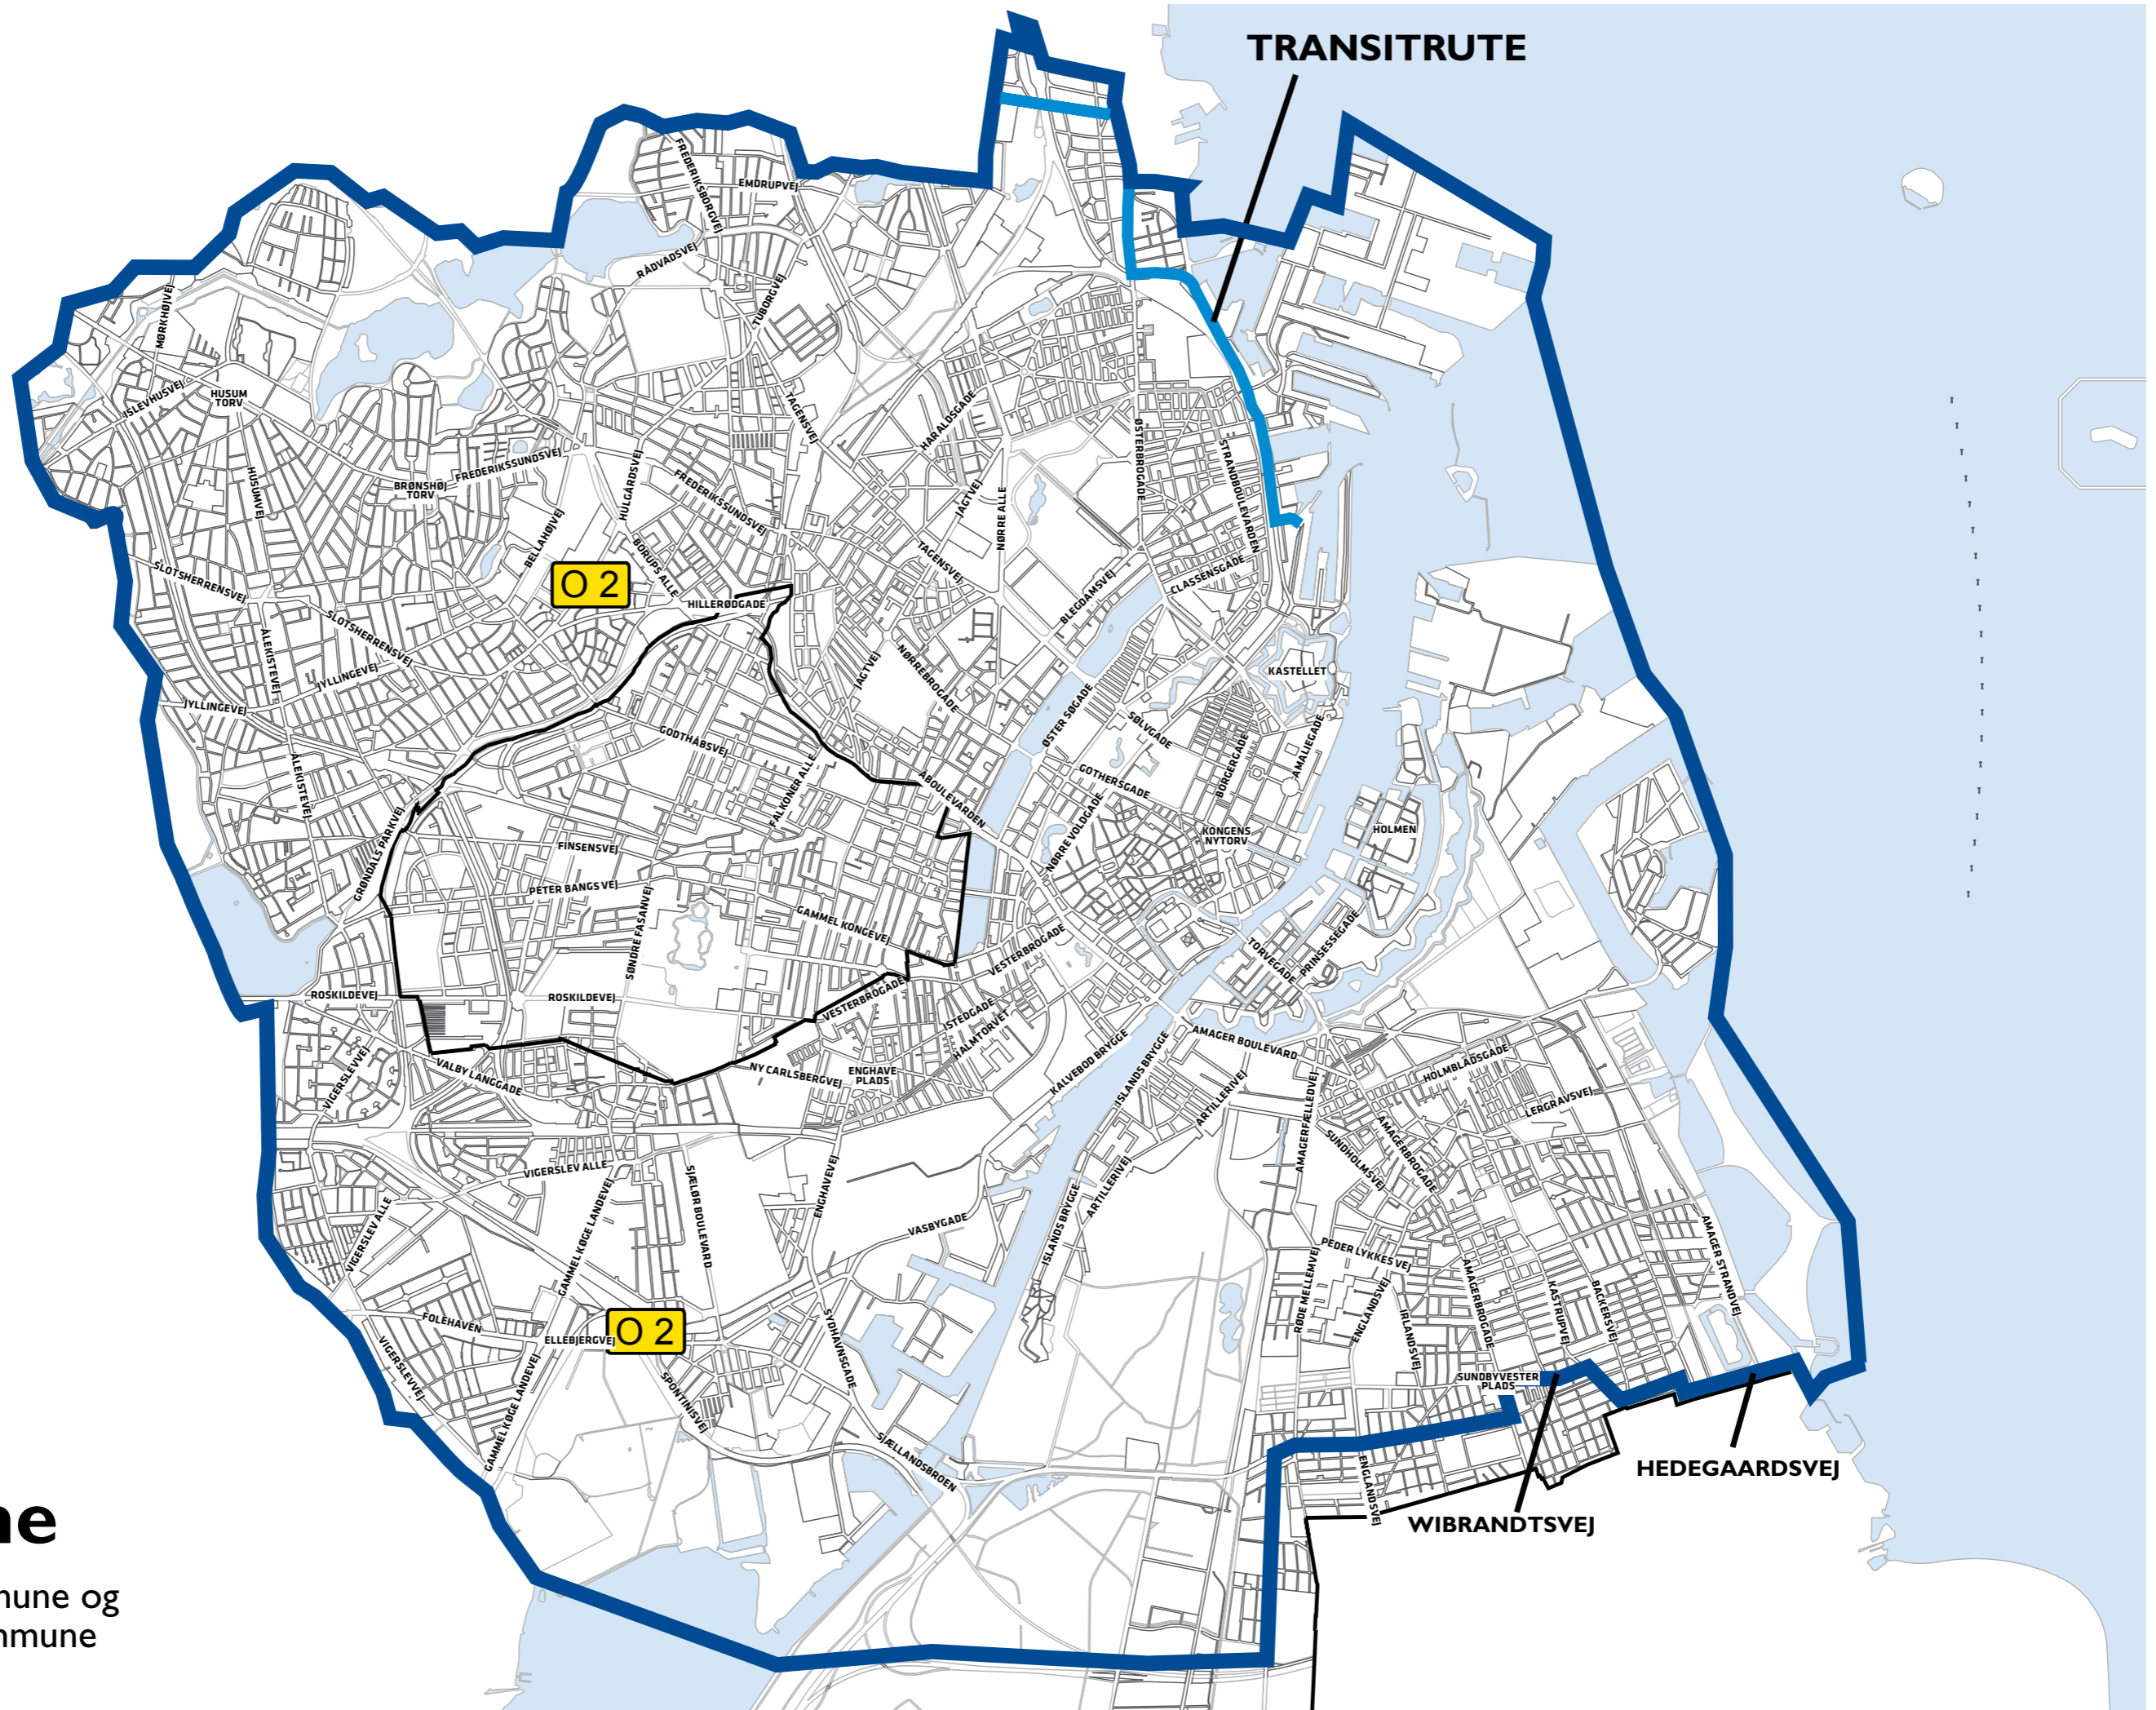 TRANSITRUTE
FREDERIKSBORGVEJ
EMDRUPVEJ
RÅDVADSVEJ
TUBORGVEJ
MØRKHØJVEJ
ISLEVHUSVEJ
HUSUM
TORV
HUSUMVEJ
BRØNSHØJ
TORV
FREDERIKSSUNDSVEJ
HULGÅRDSVEJ
FREDERIKSSUNDSVEJ
TAGENSVEJ
HARALDSGADE
JAGTVEJ
NØRRE ALLE
ØSTERBROGADE
STRANDBOULEVARDEN
BELLAHØJVEJ
BORUPS ALLE
TAGENSVEJ
CLASSENSGADE
BLEGDAMSVEJ
SLOTSHERRENSVEJ
O 2
HILLERØDGADE
SLOTSHERRENSVEJ
ÅLEKISTEVEJ
JYLLINGEVEJ
JYLLINGEVEJ
JAGTVEJ
NØRREBROGADE
KASTELLET
ØSTER SØGADE
SØLVGADE
BORGERGADE
AMALIEGADE
GODTHÅBSVEJ
FALKONER ALLE
ÅLEKISTEVEJ
ÅBOULEVARDEN
GOTHERSGADE
NØRRE VOLDGADE
KONGENS
NYTORV
HOLMEN
GRØNDALS PARKVEJ
FINSENSVEJ
PETER BANGS VEJ
SØNDRE FASANVEJ
GAMMEL KONGEVEJ
VESTERBROGADE
TORVEGADE
PRINSESSEGADE
ROSKILDEVEJ
ROSKILDEVEJ
VESTERBROGADE
ISTEDGADE
HALMTORVET
VIGERSLEVVEJ
VALBY LANGGADE
NY CARLSBERGVEJ
ENGHAVE
PLADS
KALVEBOD BRYGGE
ISLANDS BRYGGE
AMAGER BOULEVARD
ARTILLERIVEJ
AMAGERFÆLLEDVEJ
HOLMBLADSGADE
LERGRAVSVEJ
SUNDHOLMSVEJ
AMAGERBROGADE
VIGERSLEV ALLE
VIGERSLEV ALLE
GAMMEL KØGE LANDEVEJ
SJÆLØR BOULEVARD
ENGHAVEVEJ
VASBYGADE
ISLANDS BRYGGE
ARTILLERIVEJ
PEDER LYKKES VEJ
RØDE MELLEMVEJ
ENGLANDSVEJ
IRLANDSVEJ
AMAGERBROGADE
KASTRUPVEJ
BACKERSVEJ
AMAGER STRANDVEJ
FOLEHAVEN
ELLEBJERGVEJ
O 2
VIGERSLEVVEJ
GAMMEL KØGE LANDEVEJ
SPONTINISVEJ
SYDHAVNSGADE
SJÆLLANDSBROEN
SUNDBYVESTER
PLADS
ENGLANDSVEJ
HEDEGAARDSVEJ
WIBRANDTSVEJ
ne
mune og
mmune